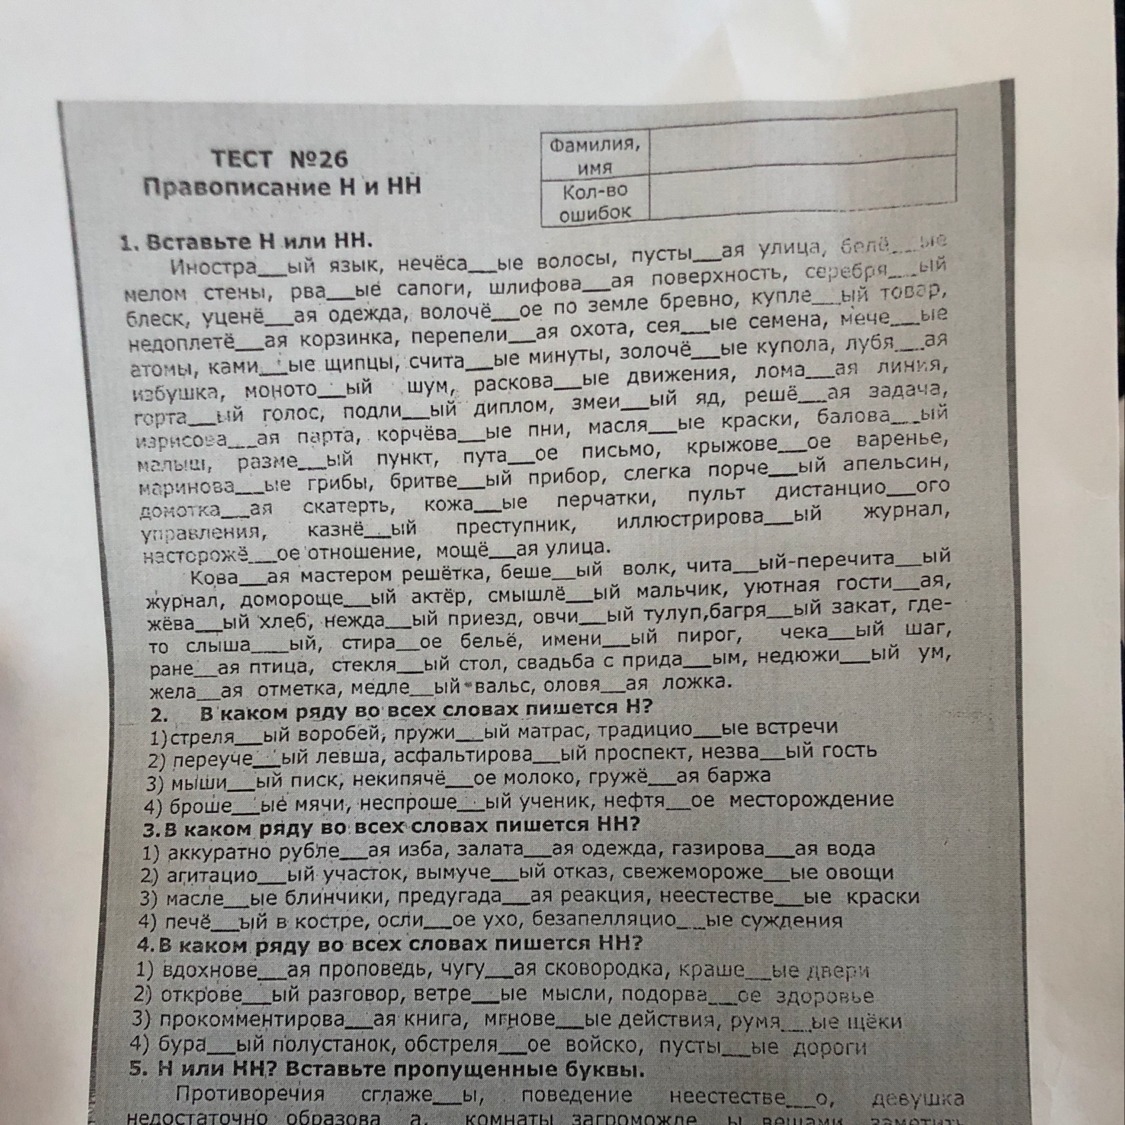 ТЕСТ №26
Правописание Н и НН
Фамилия,
имя
Кол-во
ошибок
1. Вставьте Н или НН.
Иностра__ый язык, нечёса__ые волосы, пусты__ая улица, белё__ые
мелом стены, рва__ые сапоги, шлифова__ая поверхность, серебря__ый
блеск, уценё__ая одежда, волочё__ое по земле бревно, купле__ый товар,
недоплетё__ая корзинка, перепели__ая охота, сея__ые семена, мече__ые
атомы, ками__ые щипцы, счита__ые минуты, золочё__ые купола, лубя__ая
избушка, моното__ый шум, раскова__ые движения, лома__ая линия,
горта__ый голос, подли__ый диплом, змеи__ый яд, решё__ая задача,
изрисова__ая парта, корчёва__ые пни, масля__ые краски, балова__ый
малыш, разме__ый пункт, пута__ое письмо, крыжове__ое варенье,
маринова__ые грибы, бритве__ый прибор, слегка порче__ый апельсин,
домотка__ая скатерть, кожа__ые перчатки, пульт дистанцио__ого
управления, казнё__ый преступник, иллюстрирова__ый журнал,
насторожё__ое отношение, мощё__ая улица.
Кова__ая мастером решётка, беше__ый волк, чита__ый-перечита__ый
журнал, домороще__ый актёр, смышлё__ый мальчик, уютная гости__ая,
жёва__ый хлеб, нежда__ый приезд, овчи__ый тулуп,багря__ый закат, где-
то слыша__ый, стира__ое бельё, имени__ый пирог, чека__ый шаг,
ране__ая птица, стекля__ый стол, свадьба с прида__ым, недюжи__ый ум,
жела__ая отметка, медле__ый вальс, оловя__ая ложка.
2. В каком ряду во всех словах пишется Н?
1)стреля__ый воробей, пружи__ый матрас, традицио__ые встречи
2) переуче__ый левша, асфальтирова__ый проспект, незва__ый гость
3) мыши__ый писк, некипячё__ое молоко, гружё__ая баржа
4) броше__ые мячи, неспроше__ый ученик, нефтя__ое месторождение
3.В каком ряду во всех словах пишется НН?
1) аккуратно рубле__ая изба, залата__ая одежда, газирова__ая вода
2) агитацио__ый участок, вымуче__ый отказ, свежемороже__ые овощи
3) масле__ые блинчики, предугада__ая реакция, неестестве__ые краски
4) печё__ый в костре, осли__ое ухо, безапелляцио__ые суждения
4.В каком ряду во всех словах пишется НН?
1) вдохнове__ая проповедь, чугу__ая сковородка, краше__ые двери
2) открове__ый разговор, ветре__ые мысли, подорва__ое здоровье
3) прокомментирова__ая книга, мгнове__ые действия, румя__ые щёки
4) бура__ый полустанок, обстреля__ое войско, пусты__ые дороги
5. Н или НН? Вставьте пропущенные буквы.
Противоречия сглаже__ы, поведение неестестве__о, девушка
недостаточно образова а, комнаты загроможде ы вещами, заметить